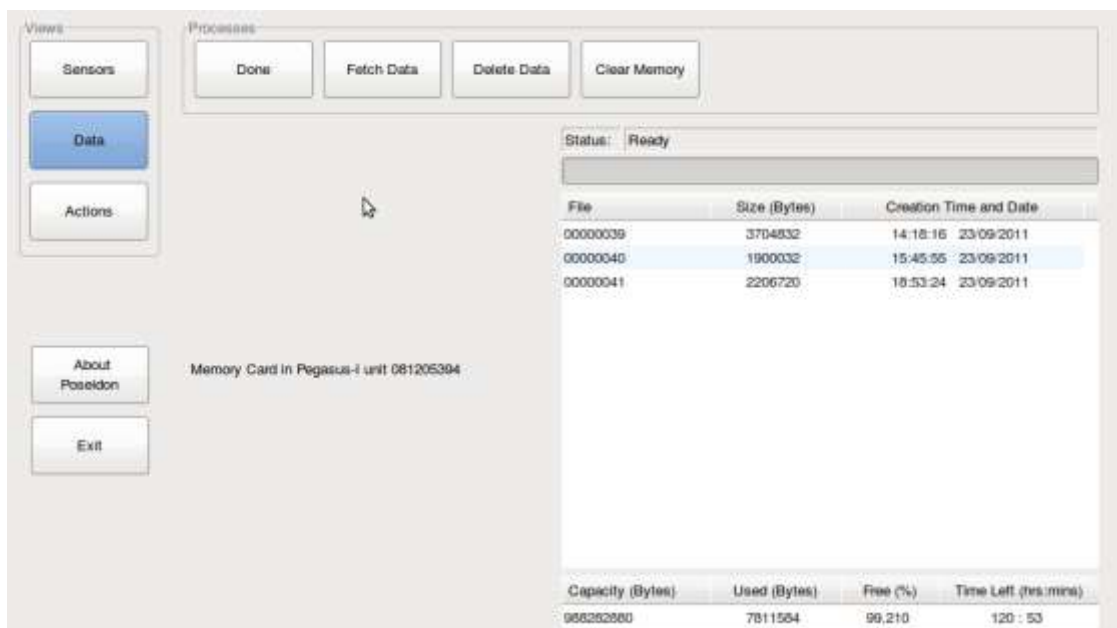 Views
Processes
Sensors
Done
Fetch Data
Delete Data
Clear Memory
Data
Status: Ready
Actions
File Size (Bytes) Creation Time and Date
00000039 3704832 14:18:16 23/09/2011
00000040 1900032 15:45:55 23/09/2011
00000041 2206720 18:53:24 23/09/2011
About
Poseidon
Memory Card in Pegasus-i unit 081205394
Exit
Capacity (Bytes) Used (Bytes) Free (%) Time Left (hrs:mins)
988282880 7811584 99.210 120 : 53